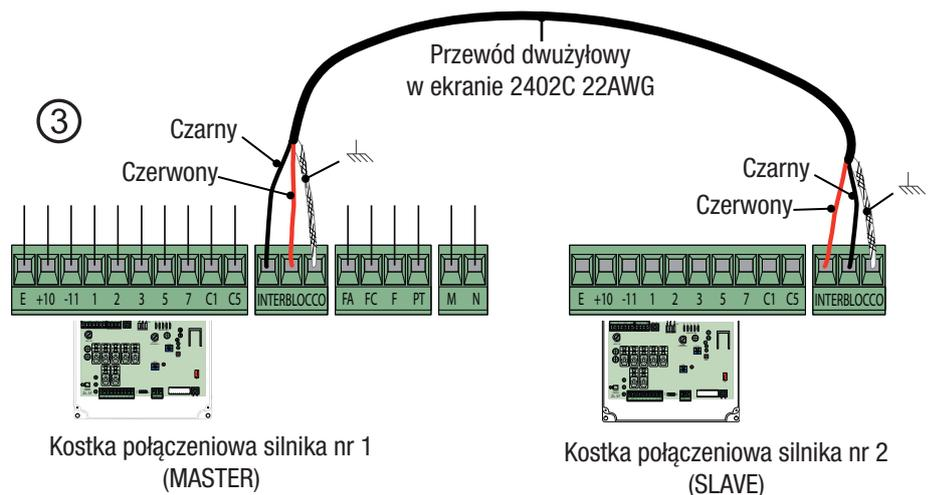 Przewód dwużyłowy
w ekranie 2402C 22AWG
3
Czarny
Czerwony
Czarny
Czerwony
E +10 -11 1 2 3 5 7 C1 C5 INTERBLOCCO FA FC F PT M N
E +10 -11 1 2 3 5 7 C1 C5 INTERBLOCCO
Kostka połączeniowa silnika nr 1
(MASTER)
Kostka połączeniowa silnika nr 2
(SLAVE)